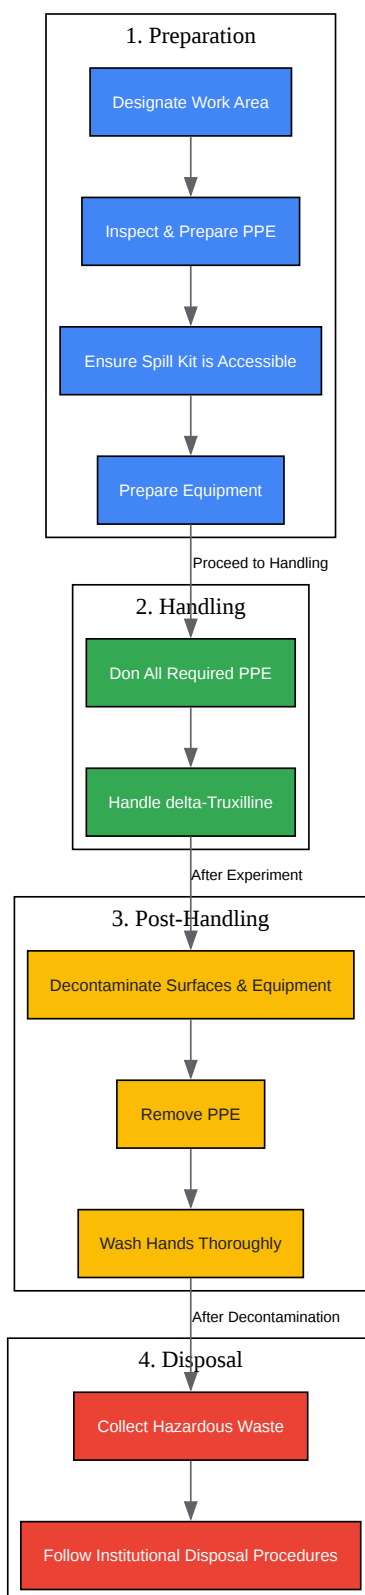 1. Preparation
Designate Work Area
Inspect & Prepare PPE
Ensure Spill Kit is Accessible
Prepare Equipment
Proceed to Handling
2. Handling
Don All Required PPE
Handle delta-Truxilline
After Experiment
3. Post-Handling
Decontaminate Surfaces & Equipment
Remove PPE
Wash Hands Thoroughly
After Decontamination
4. Disposal
Collect Hazardous Waste
Follow Institutional Disposal Procedures